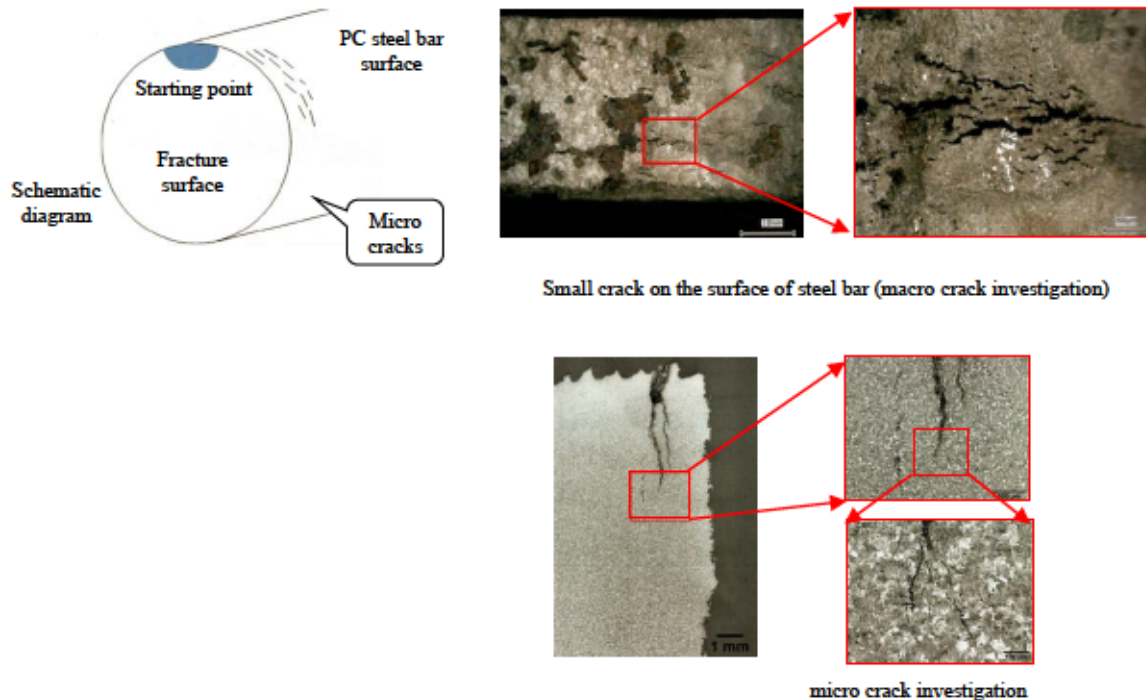 PC steel bar
surface
Starting point
Fracture
surface
Schematic
diagram
Micro
cracks
Small crack on the surface of steel bar (macro crack investigation)
1 mm
micro crack investigation